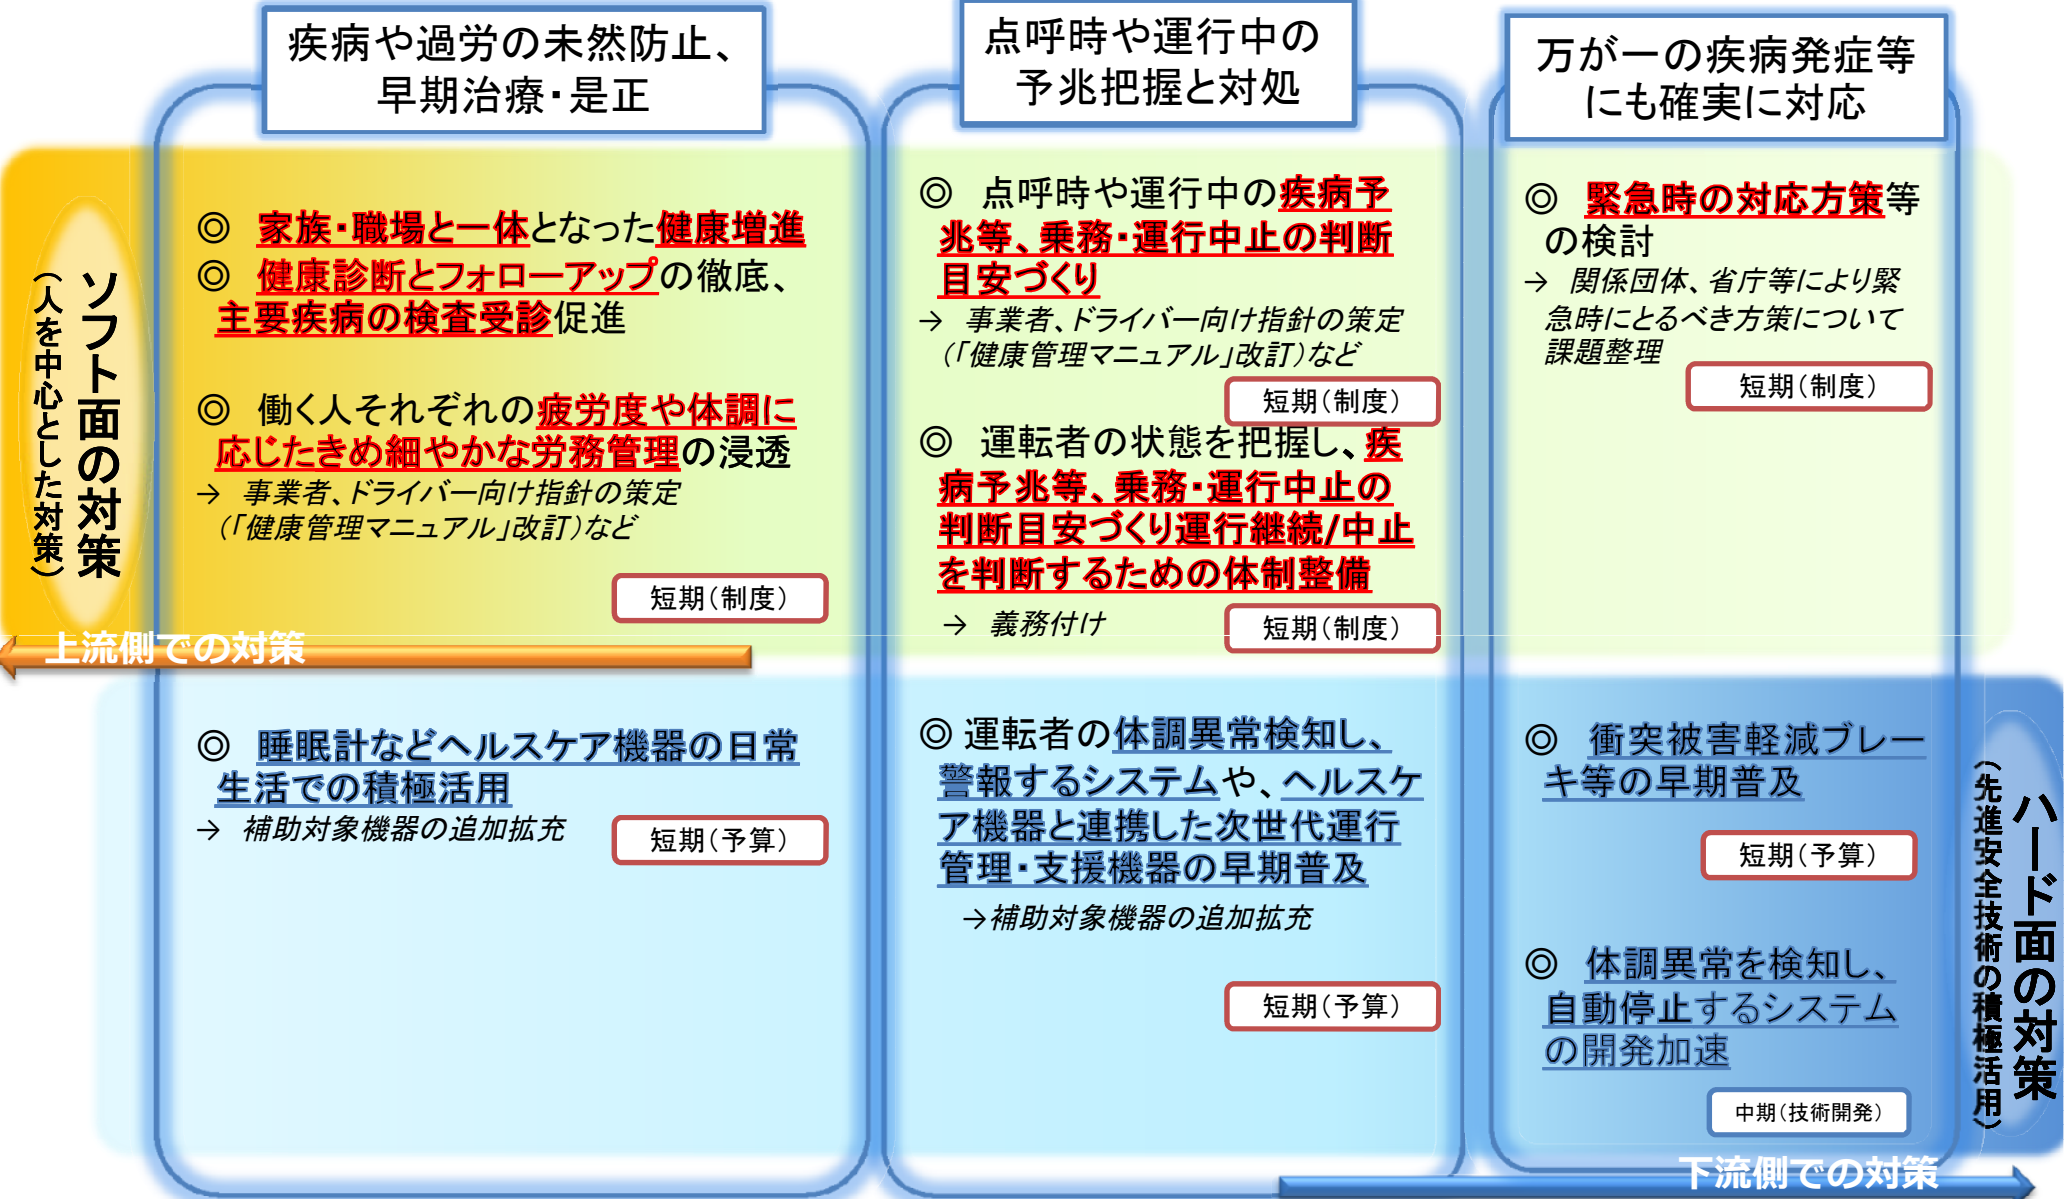 疾病や過労の未然防止、
早期治療・是正
点呼時や運行中の
予兆把握と対処
万が一の疾病発症等
にも確実に対応
ソフト面の対策
（人を中心とした対策）
◎ 家族・職場と一体となった健康増進
◎ 健康診断とフォローアップの徹底、
主要疾病の検査受診促進
◎ 働く人それぞれの疲労度や体調に
応じたきめ細やかな労務管理の浸透
→ 事業者、ドライバー向け指針の策定
（「健康管理マニュアル」改訂）など
短期（制度）
◎ 点呼時や運行中の疾病予
兆等、乗務・運行中止の判断
目安づくり
→ 事業者、ドライバー向け指針の策定
（「健康管理マニュアル」改訂）など
短期（制度）
◎ 運転者の状態を把握し、疾
病予兆等、乗務・運行中止の
判断目安づくり運行継続/中止
を判断するための体制整備
→ 義務付け
短期（制度）
◎ 緊急時の対応方策等
の検討
→ 関係団体、省庁等により緊
急時にとるべき方策について
課題整理
短期（制度）
上流側での対策
◎ 睡眠計などヘルスケア機器の日常
生活での積極活用
→ 補助対象機器の追加拡充
短期（予算）
◎ 運転者の体調異常検知し、
警報するシステムや、ヘルスケ
ア機器と連携した次世代運行
管理・支援機器の早期普及
→補助対象機器の追加拡充
短期（予算）
◎ 衝突被害軽減ブレー
キ等の早期普及
短期（予算）
◎ 体調異常を検知し、
自動停止するシステム
の開発加速
中期（技術開発）
ハード面の対策
（先進安全技術の積極活用）
下流側での対策